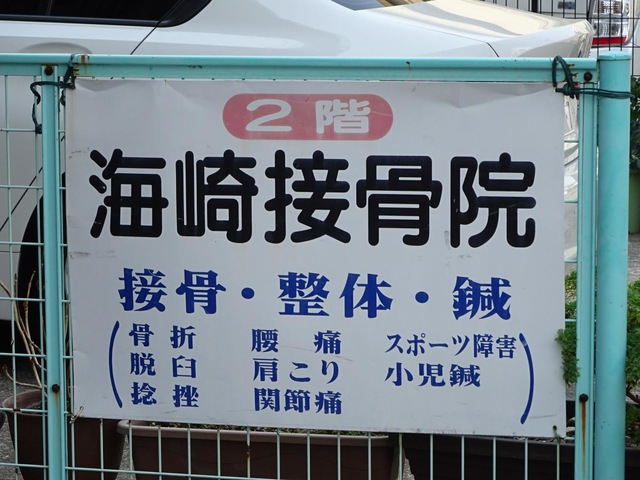 2階
海崎接骨院
接骨・整体・鍼
骨折 腰痛 スポーツ障害
脱臼 肩こり 小児鍼
捻挫 関節痛